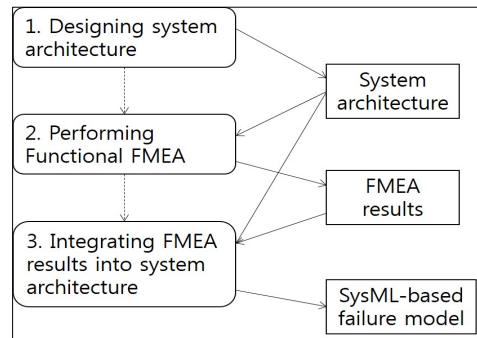 1. Designing system
architecture
System
architecture
2. Performing
Functional FMEA
FMEA
results
3. Integrating FMEA
results into system
architecture
SysML-based
failure model